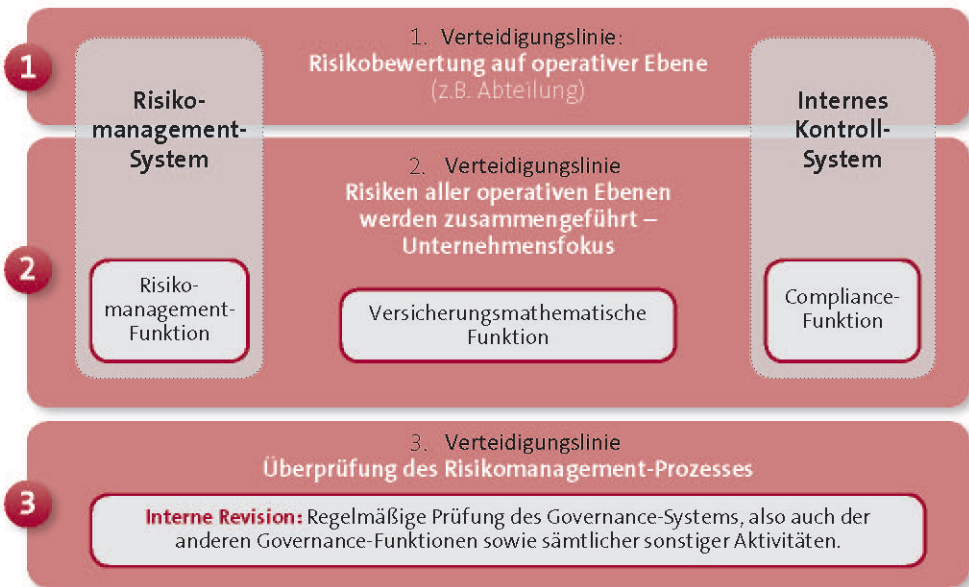 1
1. Verteidigungslinie:
Risikobewertung auf operativer Ebene
(z.B. Abteilung)
Risiko-
management-
System
Internes
Kontroll-
System
2
2. Verteidigungslinie
Risiken aller operativen Ebenen
werden zusammengeführt –
Unternehmensfokus
Risiko-
management-
Funktion
Versicherungsmathematische
Funktion
Compliance-
Funktion
3
3. Verteidigungslinie
Überprüfung des Risikomanagement-Prozesses
Interne Revision: Regelmäßige Prüfung des Governance-Systems, also auch der
anderen Governance-Funktionen sowie sämtlicher sonstiger Aktivitäten.